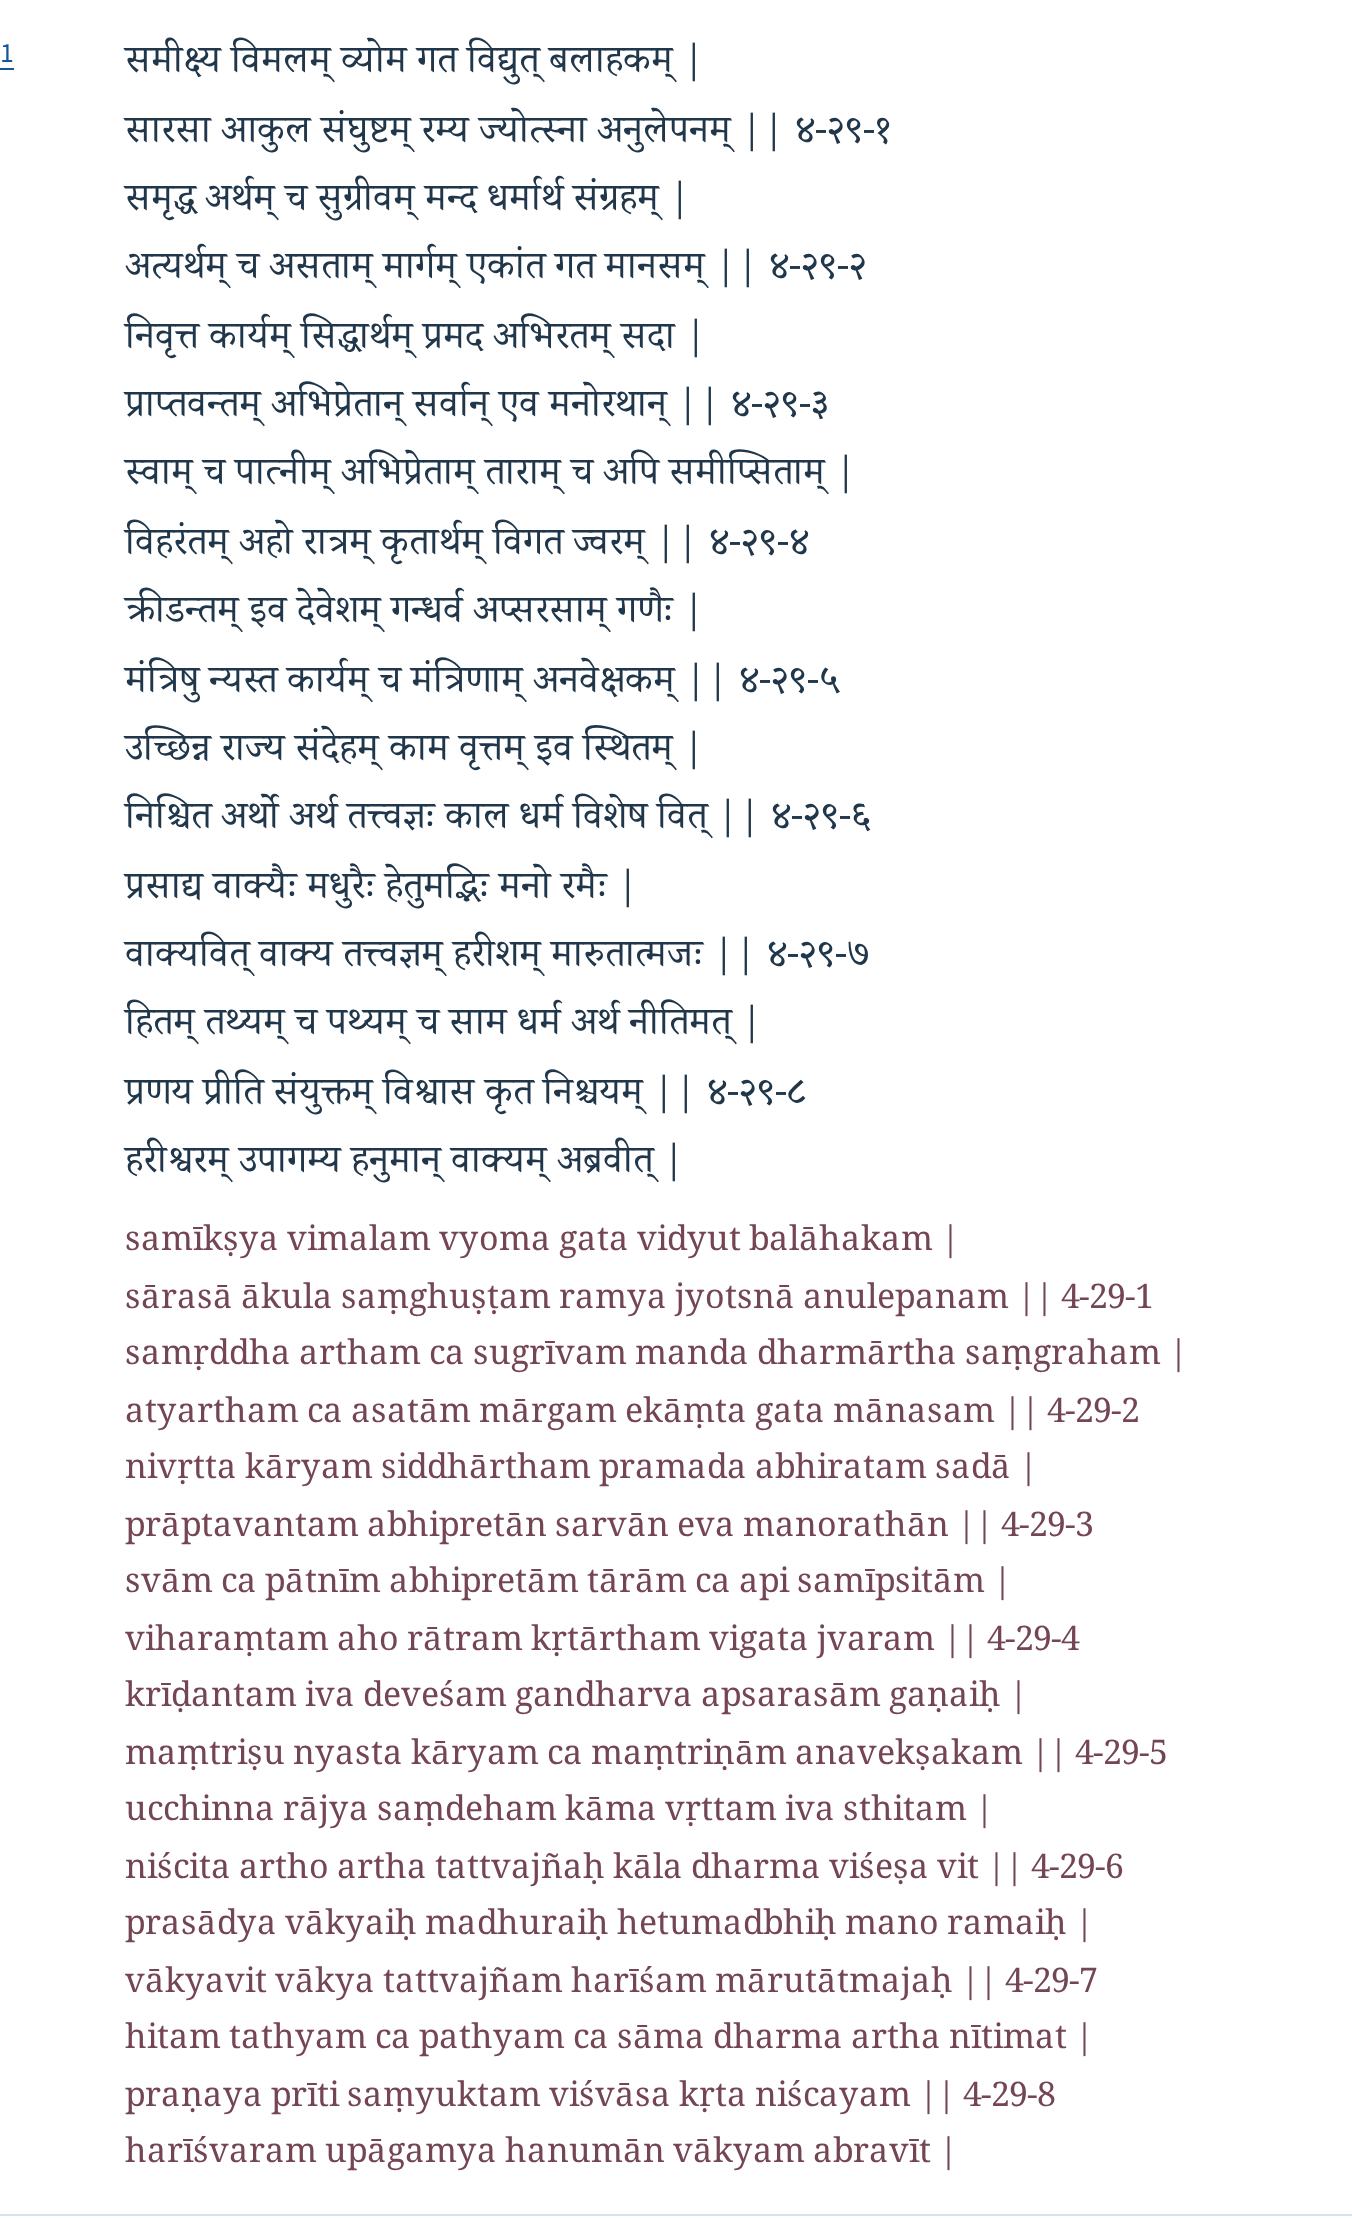 1
समीक्ष्य विमलम् व्योम गत विद्युत् बलाहकम् |
सारसा आकुल संघुष्टम् रम्य ज्योत्स्ना अनुलेपनम् || ४-२९-१
समृद्ध अर्थम् च सुग्रीवम् मन्द धर्मार्थ संग्रहम् |
अत्यर्थम् च असताम् मार्गम् एकांत गत मानसम् || ४-२९-२
निवृत्त कार्यम् सिद्धार्थम् प्रमद अभिरतम् सदा |
प्राप्तवन्तम् अभिप्रेतान् सर्वान् एव मनोरथान् || ४-२९-३
स्वाम् च पात्नीम् अभिप्रेताम् ताराम् च अपि समीप्सिताम् |
विहरंतम् अहो रात्रम् कृतार्थम् विगत ज्वरम् || ४-२९-४
क्रीडन्तम् इव देवेशम् गन्धर्व अप्सरसाम् गणैः |
मंत्रिषु न्यस्त कार्यम् च मंत्रिणाम् अनवेक्षकम् || ४-२९-५
उच्छिन्न राज्य संदेहम् काम वृत्तम् इव स्थितम् |
निश्चित अर्थो अर्थ तत्त्वज्ञः काल धर्म विशेष वित् || ४-२९-६
प्रसाद्य वाक्यैः मधुरैः हेतुमद्भिः मनो रमैः |
वाक्यवित् वाक्य तत्त्वज्ञम् हरीशम् मारुतात्मजः || ४-२९-७
हितम् तथ्यम् च पथ्यम् च साम धर्म अर्थ नीतिमत् |
प्रणय प्रीति संयुक्तम् विश्वास कृत निश्चयम् || ४-२९-८
हरीश्वरम् उपागम्य हनुमान् वाक्यम् अब्रवीत् |
samīkṣya vimalam vyoma gata vidyut balāhakam |
sārasā ākula saṃghuṣṭam ramya jyotsnā anulepanam || 4-29-1
samṛddha artham ca sugrīvam manda dharmārtha saṃgraham |
atyartham ca asatām mārgam ekāṃta gata mānasam || 4-29-2
nivṛtta kāryam siddhārtham pramada abhiratam sadā |
prāptavantam abhipretān sarvān eva manorathān || 4-29-3
svām ca pātnīm abhipretām tārām ca api samīpsitām |
viharaṃtam aho rātram kṛtārtham vigata jvaram || 4-29-4
krīḍantam iva deveśam gandharva apsarasām gaṇaiḥ |
maṃtriṣu nyasta kāryam ca maṃtriṇām anavekṣakam || 4-29-5
ucchinna rājya saṃdeham kāma vṛttam iva sthitam |
niścita artho artha tattvajñaḥ kāla dharma viśeṣa vit || 4-29-6
prasādya vākyaiḥ madhuraiḥ hetumadbhiḥ mano ramaiḥ |
vākyavit vākya tattvajñam harīśam mārutātmajaḥ || 4-29-7
hitam tathyam ca pathyam ca sāma dharma artha nītimat |
praṇaya prīti saṃyuktam viśvāsa kṛta niścayam || 4-29-8
harīśvaram upāgamya hanumān vākyam abravīt |